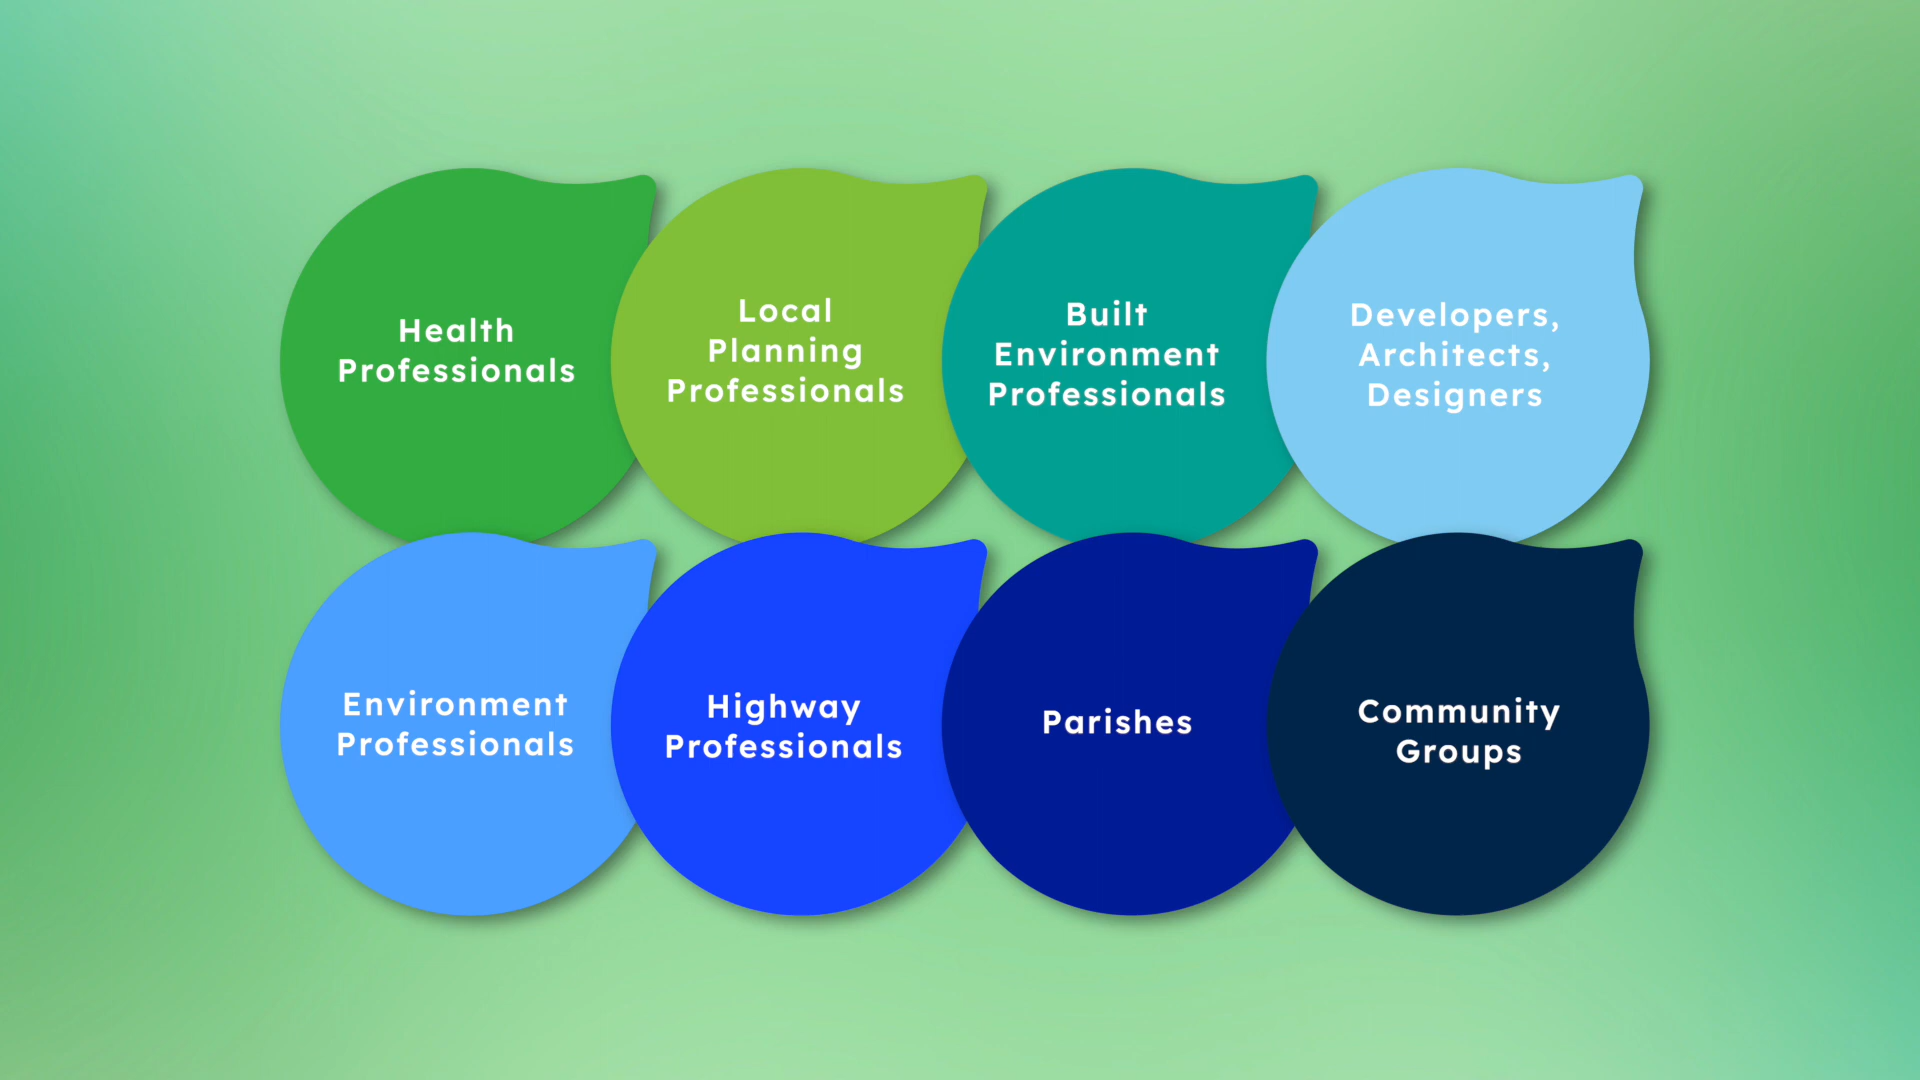 Health
Professionals
Local
Planning
Professionals
Built
Environment
Professionals
Developers,
Architects,
Designers
Environment
Professionals
Highway
Professionals
Parishes
Community
Groups